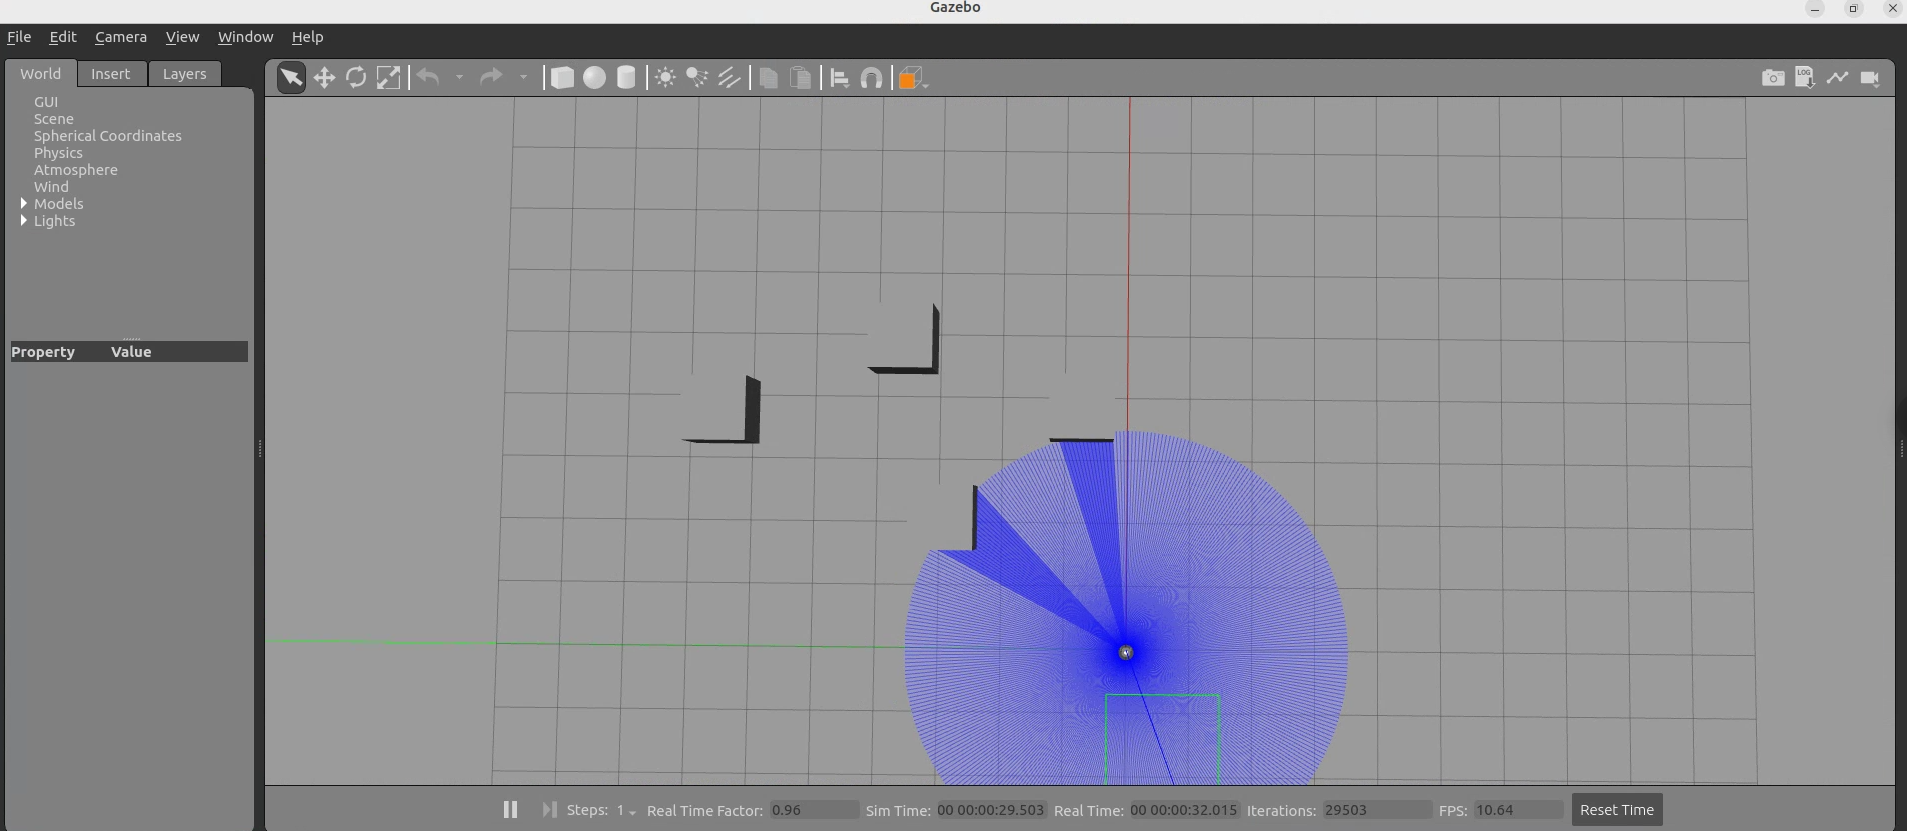 Gazebo
File Edit Camera View Window Help
World Insert Layers
GUI
Scene
Spherical Coordinates
Physics
Atmosphere
Wind
Models
Lights
Property Value
LOG
Steps: 1 Real Time Factor: 0.96 Sim Time: 00 00:00:29.503 Real Time: 00 00:00:32.015 Iterations: 29503 FPS: 10.64 Reset Time